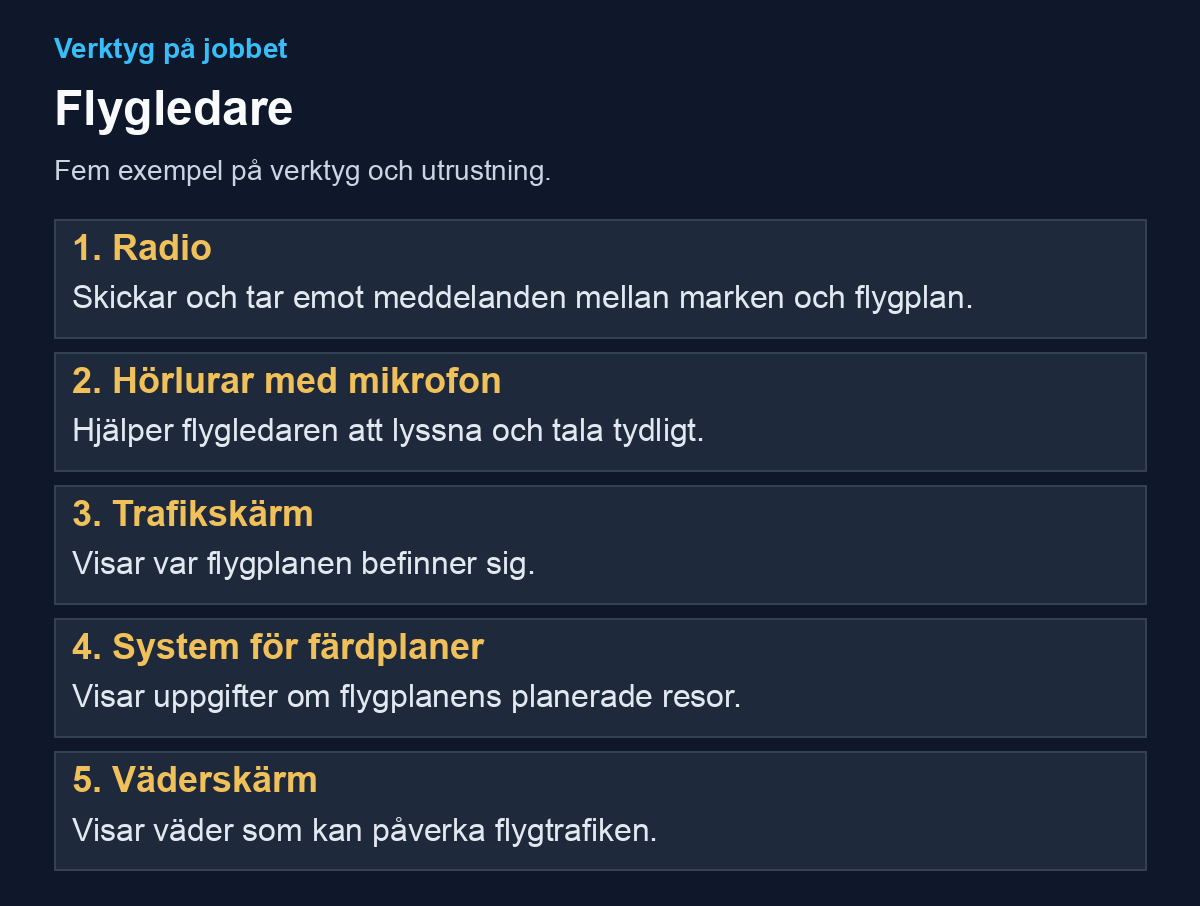 Verktyg på jobbet
Flygledare
Fem exempel på verktyg och utrustning.
1. Radio
Skickar och tar emot meddelanden mellan marken och flygplan.
2. Hörlurar med mikrofon
Hjälper flygledaren att lyssna och tala tydligt.
3. Trafikskärm
Visar var flygplanen befinner sig.
4. System för färdplaner
Visar uppgifter om flygplanens planerade resor.
5. Väderskärm
Visar väder som kan påverka flygtrafiken.